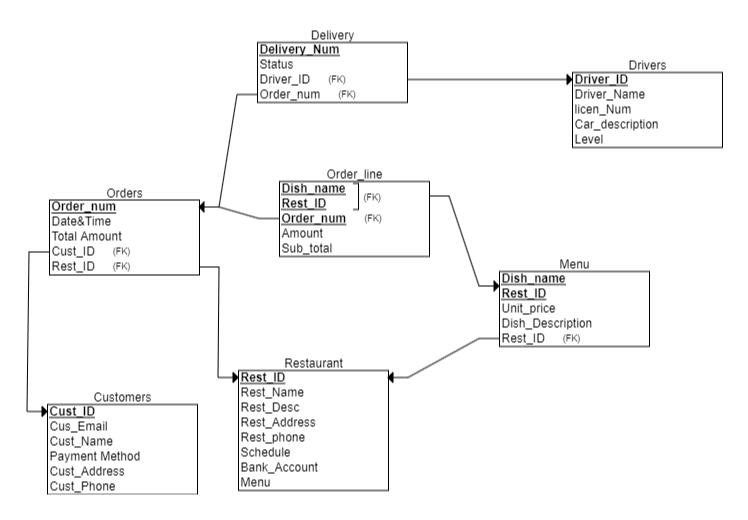 Delivery
Delivery_Num
Status
Driver_ID (FK)
Order_num (FK)
Drivers
Driver_ID
Driver_Name
licen_Num
Car_description
Level
Order_line
Dish_name
Rest_ID (FK)
Order_num (FK)
Amount
Sub_total
Orders
Order_num
Date&Time
Total Amount
Cust_ID (FK)
Rest_ID (FK)
Menu
Dish_name
Rest_ID
Unit_price
Dish_Description
Rest_ID (FK)
Restaurant
Rest_ID
Rest_Name
Rest_Desc
Rest_Address
Rest_phone
Schedule
Bank_Account
Menu
Customers
Cust_ID
Cus_Email
Cust_Name
Payment Method
Cust_Address
Cust_Phone